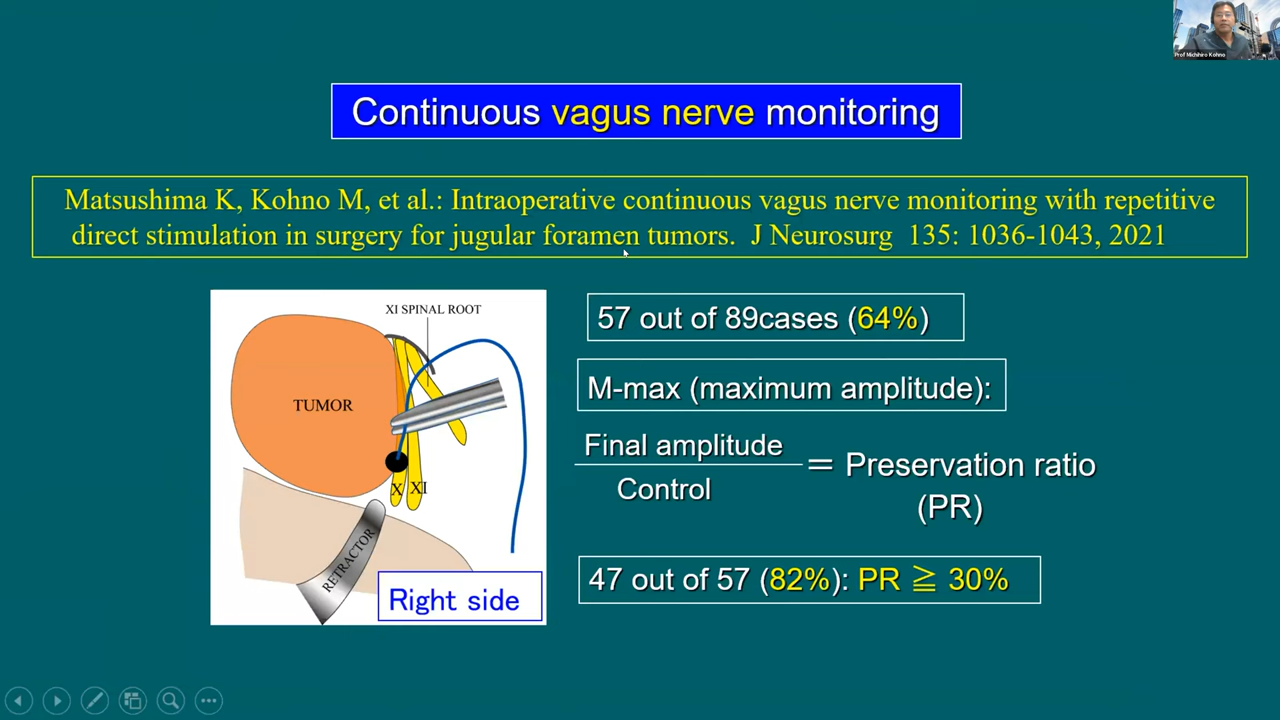 Prof Michihiro Kohno
Continuous vagus nerve monitoring
Matsushima K, Kohno M, et al.: Intraoperative continuous vagus nerve monitoring with repetitive
direct stimulation in surgery for jugular foramen tumors. J Neurosurg 135: 1036-1043, 2021
XI SPINAL ROOT
TUMOR
X XI
RETRACTOR
Right side
57 out of 89cases (64%)
M-max (maximum amplitude):
Final amplitude
Control
= Preservation ratio
(PR)
47 out of 57 (82%): PR ≧ 30%